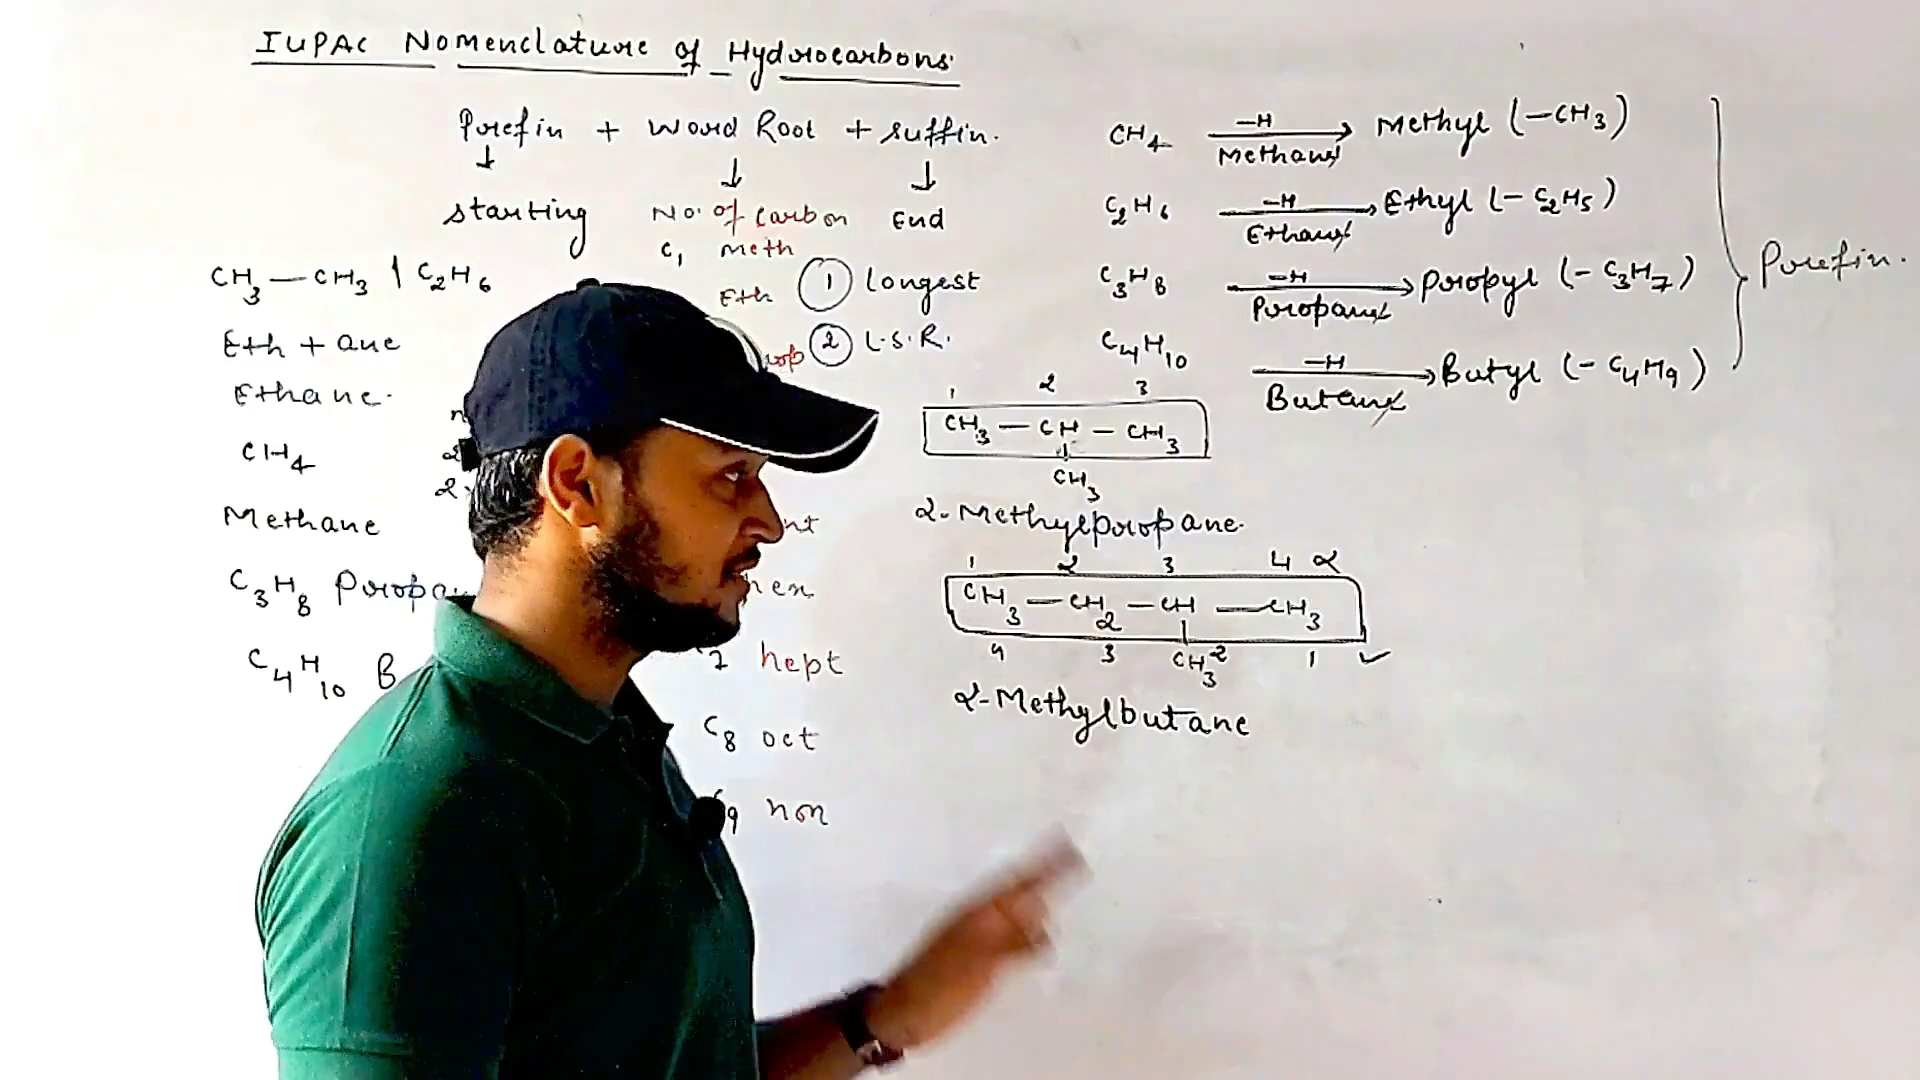 IUPAC Nomenclature of Hydrocarbons.
Prefix + Word Root + suffix.
starting No. of carbon End
C1 meth
CH3 — CH3 | C2H6
Eth ① Longest
Eth + ane
② L.S.R.
Ethane.
CH4
Methane
C3H8
C4H10 B
hept
C8 oct
9 non
CH4 —H Methane Methyl (—CH3)
C2H6 —H Ethane Ethyl (— C2H5)
C3H8 —H Propane Propyl (— C3H7)
C4H10 —H Butane Butyl (— C4H9)
Prefix.
1 2 3
CH3 — CH — CH3
CH3
2-Methylpropane.
1 2 3 4 2
CH3 — CH2 — CH — CH3
4 3 2 1 ✓
CH3
2-Methylbutane